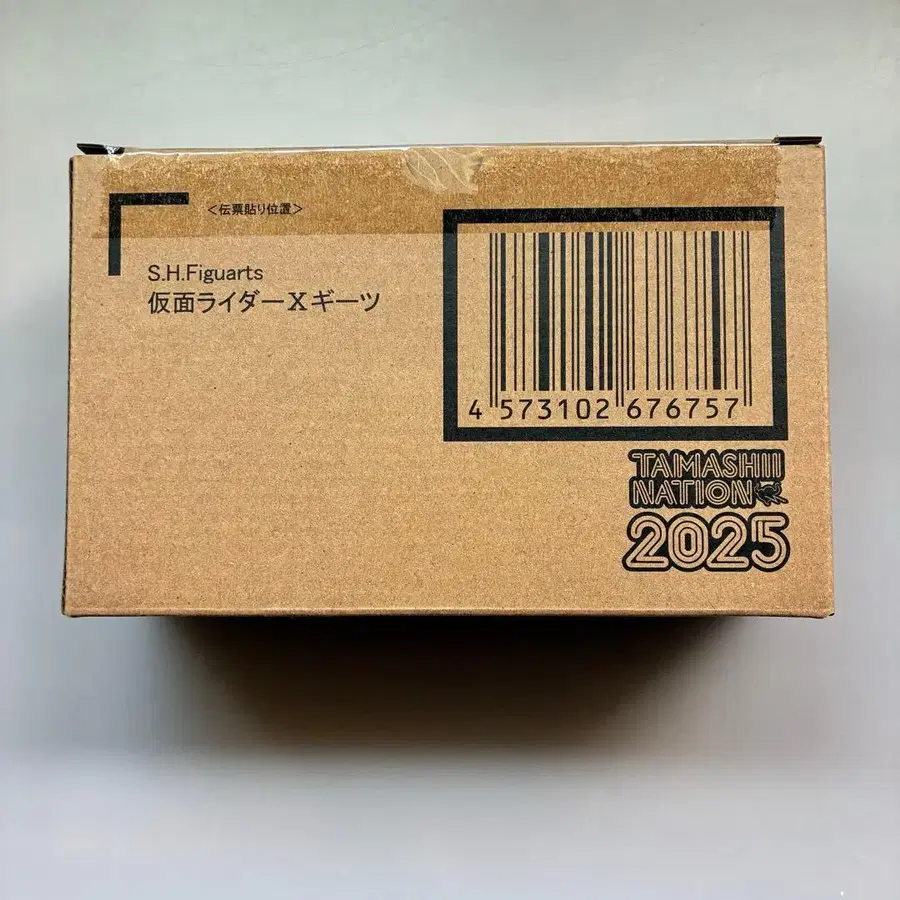 <伝票貼り位置>
S.H.Figuarts
仮面ライダーXギーツ
4 573102 676757
TAMASHII
NATION
2025